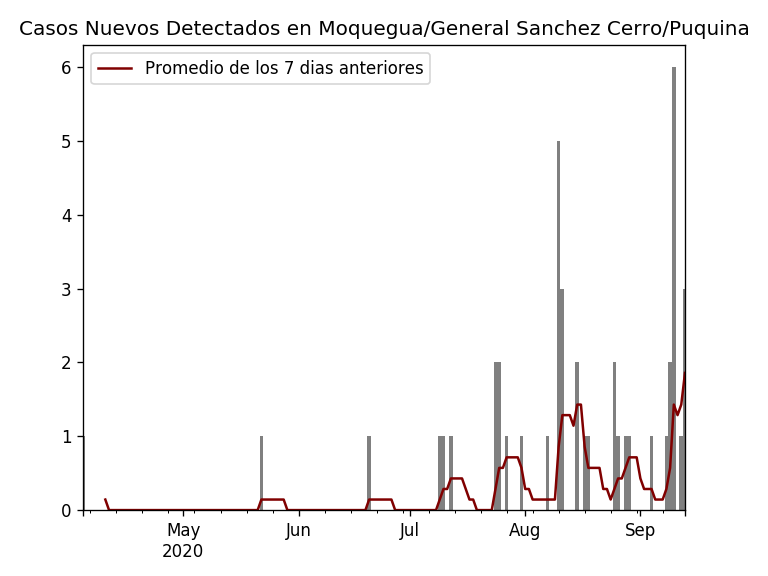 Casos Nuevos Detectados en Moquegua/General Sanchez Cerro/Puquina
Promedio de los 7 dias anteriores
6
5
4
3
2
1
0
May Jun Jul Aug Sep
2020